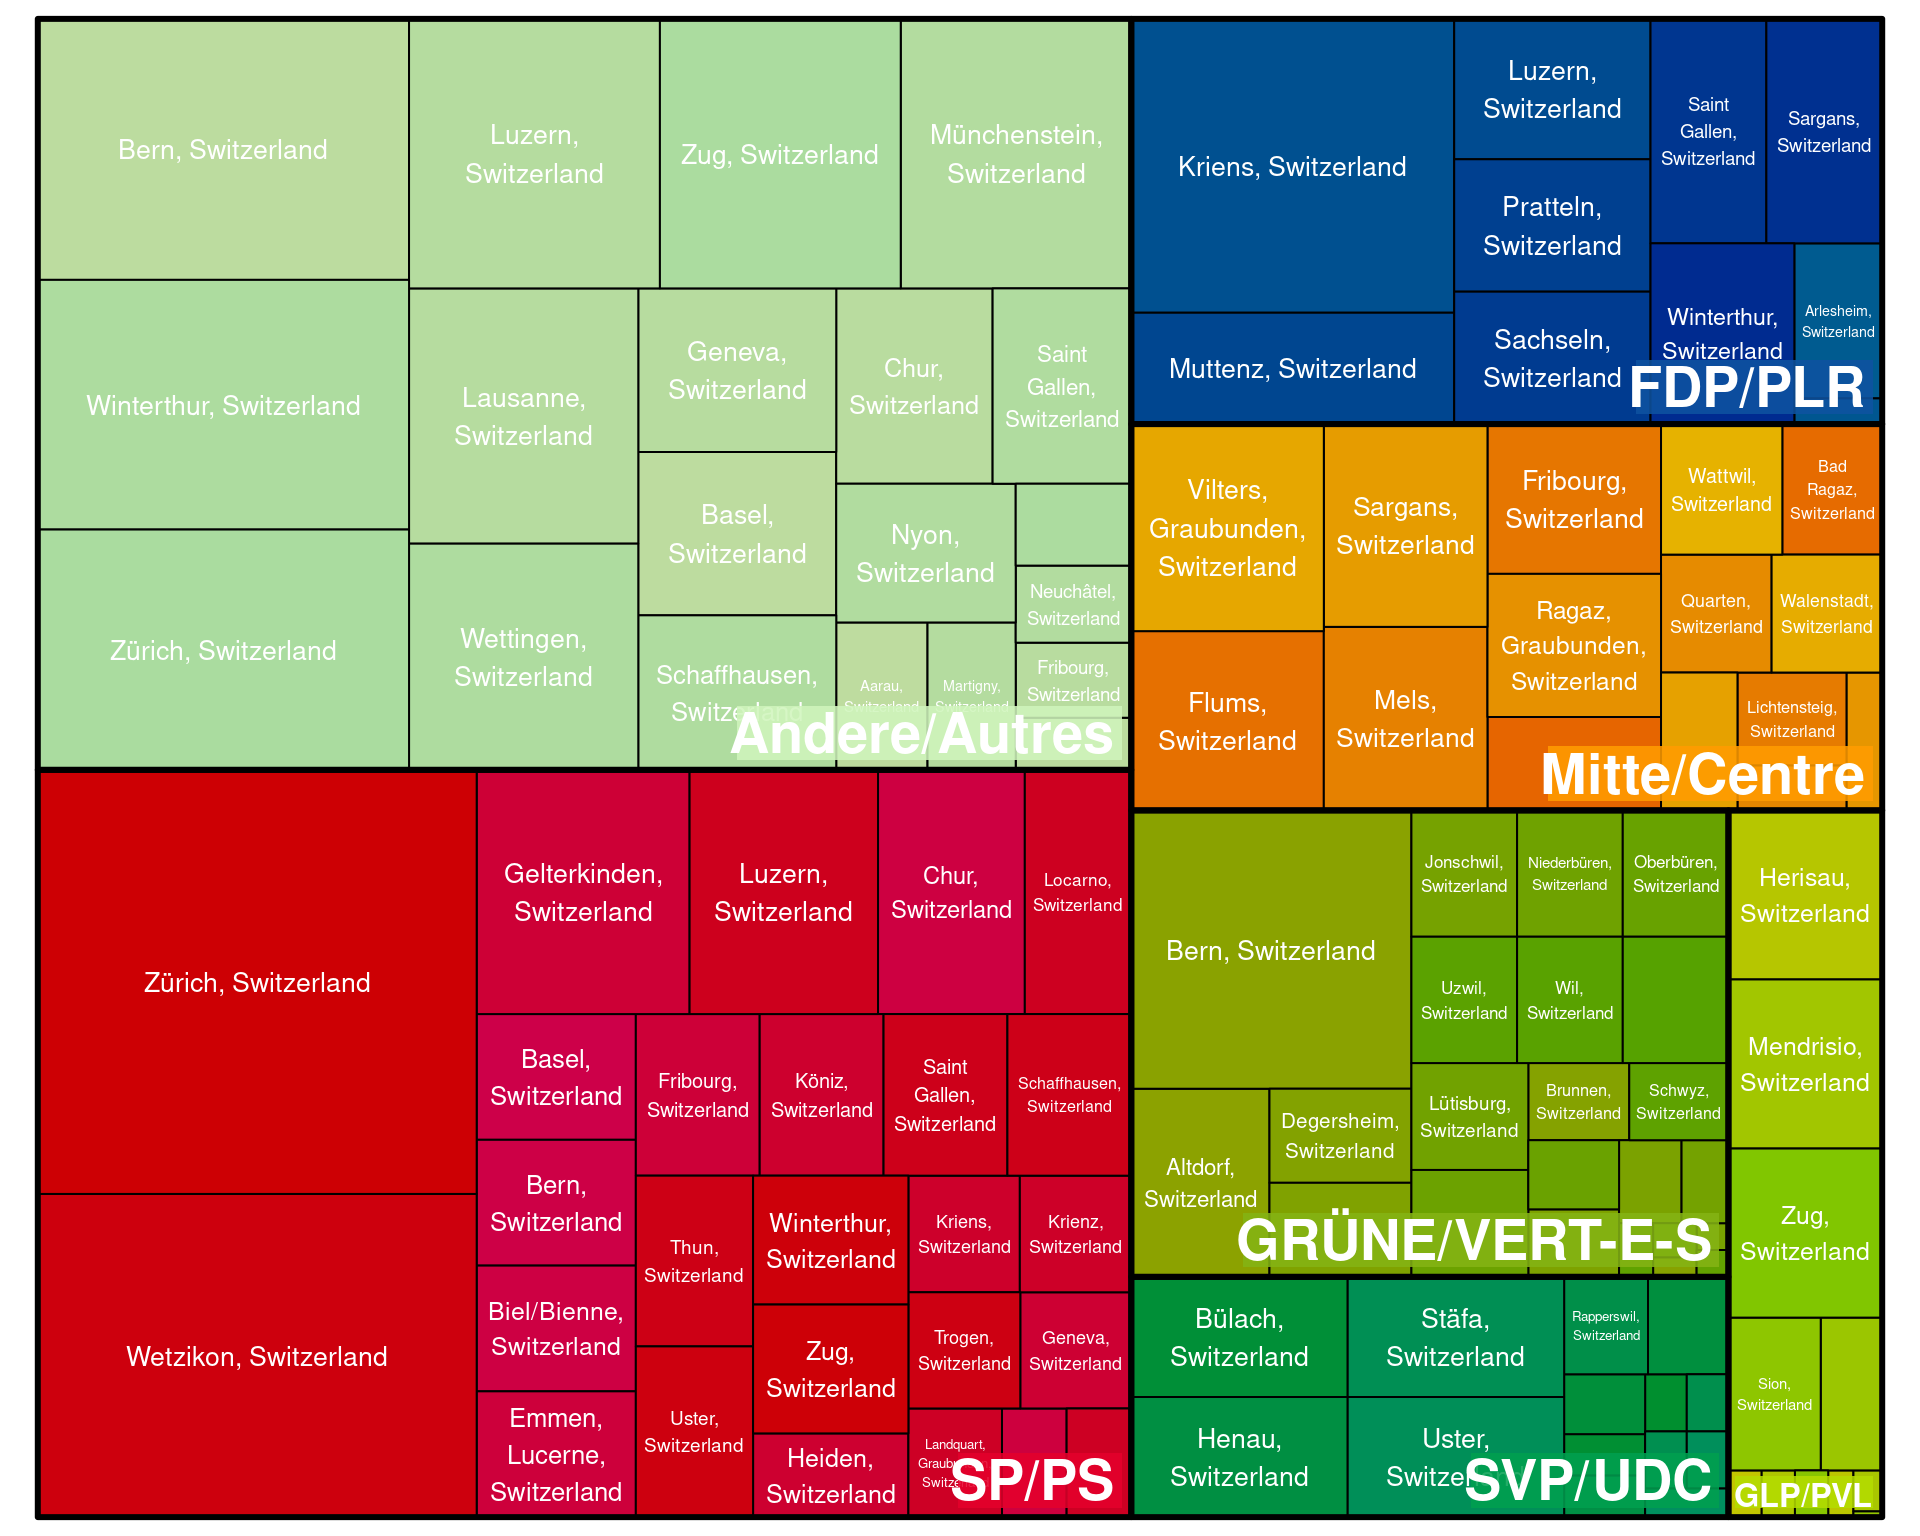 Bern, Switzerland
Winterthur, Switzerland
Zürich, Switzerland
Luzern,
Switzerland
Zug, Switzerland
Münchenstein,
Switzerland
Lausanne,
Switzerland
Wettingen,
Switzerland
Geneva,
Switzerland
Basel,
Switzerland
Schaffhausen,
Switzerland
Chur,
Switzerland
Saint
Gallen,
Switzerland
Nyon,
Switzerland
Neuchâtel,
Switzerland
Fribourg,
Switzerland
Aarau,
Switzerland
Martigny,
Switzerland
Andere/Autres
Kriens, Switzerland
Muttenz, Switzerland
Luzern,
Switzerland
Pratteln,
Switzerland
Sachseln,
Switzerland
Saint
Gallen,
Switzerland
Sargans,
Switzerland
Winterthur,
Switzerland
Arlesheim,
Switzerland
FDP/PLR
Vilters,
Graubunden,
Switzerland
Flums,
Switzerland
Sargans,
Switzerland
Mels,
Switzerland
Fribourg,
Switzerland
Ragaz,
Graubunden,
Switzerland
Wattwil,
Switzerland
Bad
Ragaz,
Switzerland
Quarten,
Switzerland
Walenstadt,
Switzerland
Lichtensteig,
Switzerland
Mitte/Centre
Zürich, Switzerland
Wetzikon, Switzerland
Gelterkinden,
Switzerland
Luzern,
Switzerland
Chur,
Switzerland
Locarno,
Switzerland
Basel,
Switzerland
Bern,
Switzerland
Biel/Bienne,
Switzerland
Emmen,
Lucerne,
Switzerland
Fribourg,
Switzerland
Köniz,
Switzerland
Saint
Gallen,
Switzerland
Schaffhausen,
Switzerland
Thun,
Switzerland
Uster,
Switzerland
Winterthur,
Switzerland
Zug,
Switzerland
Heiden,
Switzerland
Kriens,
Switzerland
Krienz,
Switzerland
Trogen,
Switzerland
Geneva,
Switzerland
Landquart,
SP/PS
Bern, Switzerland
Altdorf,
Switzerland
Degersheim,
Switzerland
Jonschwil,
Switzerland
Niederbüren,
Switzerland
Oberbüren,
Switzerland
Uzwil,
Switzerland
Wil,
Switzerland
Lütisburg,
Switzerland
Brunnen,
Switzerland
Schwyz,
Switzerland
GRÜNE/VERT-E-S
Bülach,
Switzerland
Henau,
Switzerland
Stäfa,
Switzerland
Uster,
Switzerland
Rapperswil,
Switzerland
SVP/UDC
Herisau,
Switzerland
Mendrisio,
Switzerland
Zug,
Switzerland
Sion,
Switzerland
GLP/PVL